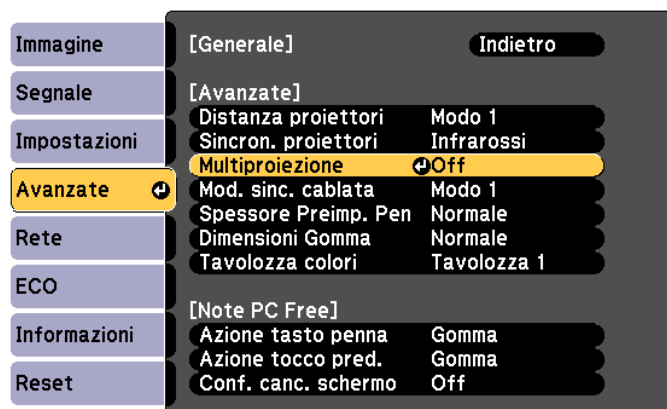 Immagine
Segnale
Impostazioni
Avanzate
Rete
ECO
Informazioni
Reset
[Generale] Indietro
[Avanzate]
Distanza proiettori Modo 1
Sincron. proiettori Infrarossi
Multiproiezione Off
Mod. sinc. cablata Modo 1
Spessore Preimp. Pen Normale
Dimensioni Gomma Normale
Tavolozza colori Tavolozza 1
[Note PC Free]
Azione tasto penna Gomma
Azione tocco pred. Gomma
Conf. canc. schermo Off